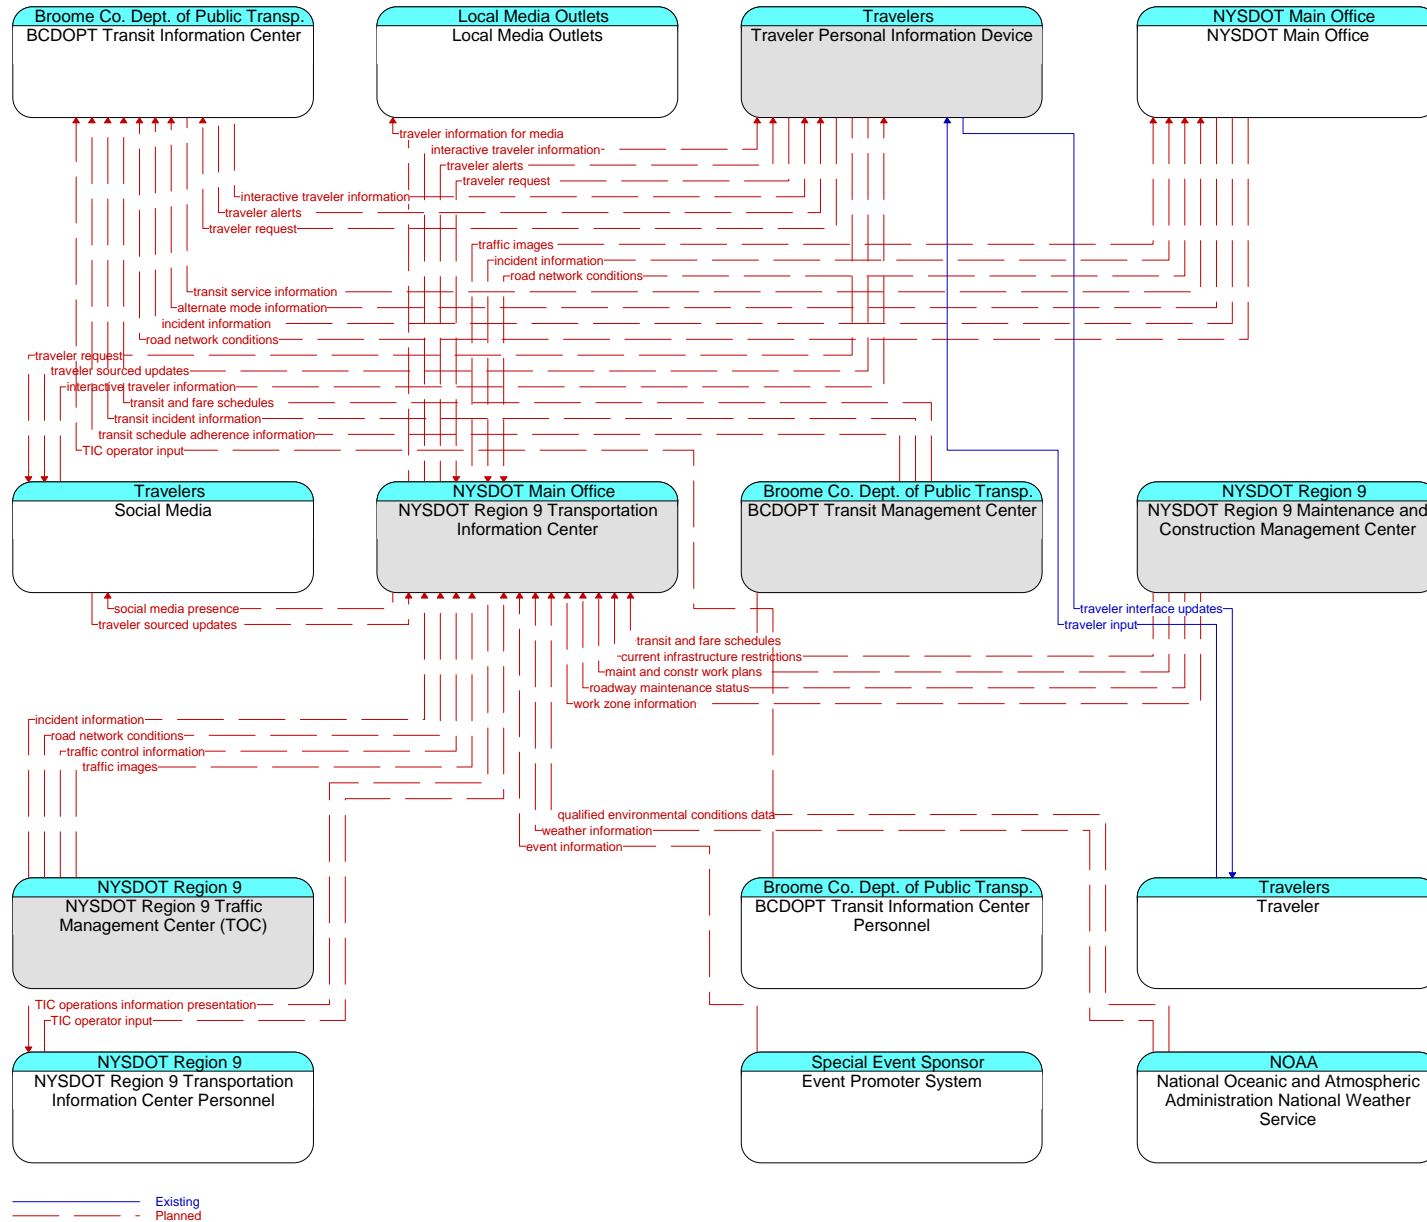 Broome Co. Dept. of Public Transp.
BCDOPT Transit Information Center
Local Media Outlets
Local Media Outlets
Travelers
Traveler Personal Information Device
NYSDOT Main Office
NYSDOT Main Office
traveler information for media
interactive traveler information
traveler alerts
traveler request
interactive traveler information
traveler alerts
traveler request
traffic images
incident information
road network conditions
transit service information
alternate mode information
incident information
road network conditions
traveler request
traveler sourced updates
interactive traveler information
transit and fare schedules
transit incident information
transit schedule adherence information
TIC operator input
Travelers
Social Media
NYSDOT Main Office
NYSDOT Region 9 Transportation
Information Center
Broome Co. Dept. of Public Transp.
BCDOPT Transit Management Center
NYSDOT Region 9
NYSDOT Region 9 Maintenance and
Construction Management Center
social media presence
traveler sourced updates
traveler interface updates
traveler input
transit and fare schedules
current infrastructure restrictions
maint and constr work plans
roadway maintenance status
work zone information
incident information
road network conditions
traffic control information
traffic images
qualified environmental conditions data
weather information
event information
NYSDOT Region 9
NYSDOT Region 9 Traffic
Management Center (TOC)
Broome Co. Dept. of Public Transp.
BCDOPT Transit Information Center
Personnel
Travelers
Traveler
TIC operations information presentation
TIC operator input
NYSDOT Region 9
NYSDOT Region 9 Transportation
Information Center Personnel
Special Event Sponsor
Event Promoter System
NOAA
National Oceanic and Atmospheric
Administration National Weather
Service
Existing
Planned